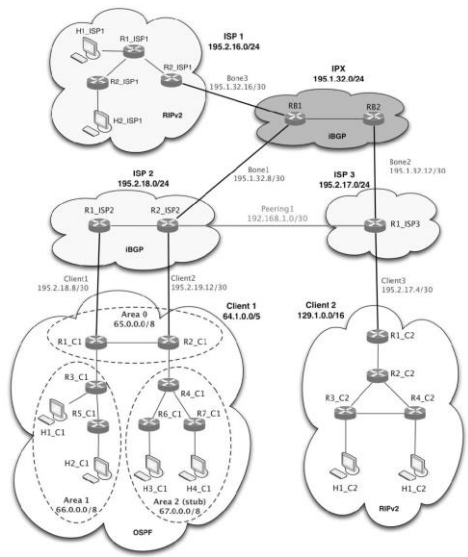 H1_ISP1
R1_ISP1
ISP 1
195.2.16.0/24
R2_ISP1
R2_ISP1
H2_ISP1
RIPv2
Bone3
195.1.32.16/30
IPX
195.1.32.0/24
RB1
RB2
iBGP
Bone1
195.1.32.8/30
Bone2
195.1.32.12/30
ISP 2
195.2.18.0/24
ISP 3
195.2.17.0/24
R1_ISP2
R2_ISP2
iBGP
Peering1
192.168.1.0/30
R1_ISP3
Client1
195.2.18.8/30
Client2
195.2.19.12/30
Client3
195.2.17.4/30
Client 1
64.1.0.0/5
Client 2
129.1.0.0/16
Area 0
65.0.0.0/8
R1_C1
R2_C1
R3_C1
R4_C1
R5_C1
R6_C1
R7_C1
H1_C1
H2_C1
H3_C1
H4_C1
Area 1
66.0.0.0/8
Area 2 (stub)
67.0.0.0/8
OSPF
R1_C2
R2_C2
R3_C2
R4_C2
H1_C2
H1_C2
RIPv2